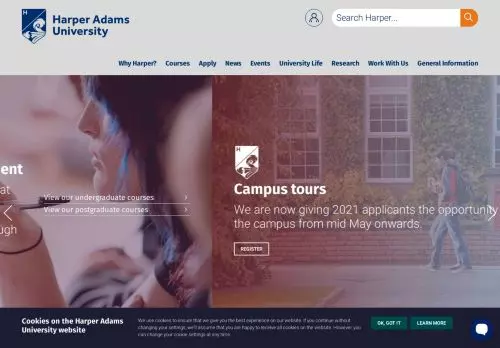 H
Harper Adams
University
Search Harper...
Why Harper? Courses Apply News Events University Life Research Work With Us General Information
ent
at
ough
View our undergraduate courses
View our postgraduate courses
H
Campus tours
We are now giving 2021 applicants the opportunity
the campus from mid May onwards.
REGISTER
Cookies on the Harper Adams
University website
We use cookies to ensure that we give you the best experience on our website. If you continue without
changing your settings, we'll assume that you are happy to receive all cookies on the website. However, you
can change your cookie settings at any time.
OK, GOT IT
LEARN MORE